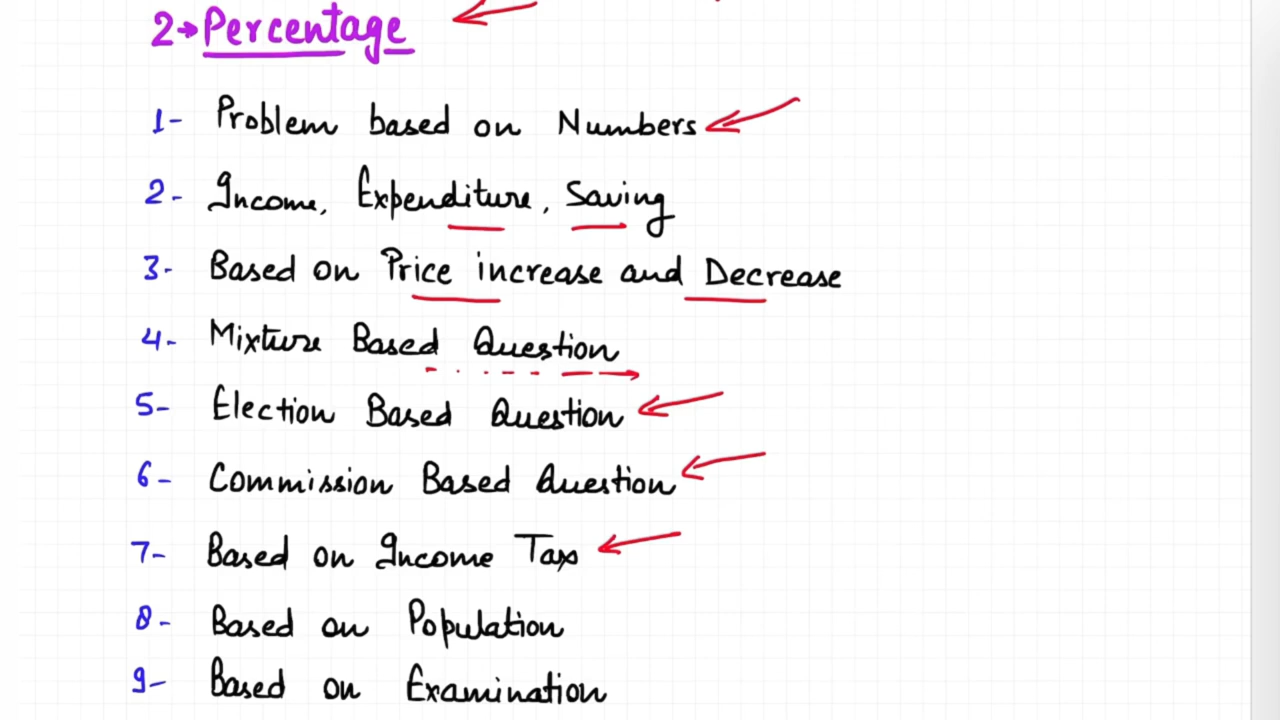 2→Percentage
1- Problem based on Numbers
2- Income, Expenditure, Saving
3- Based on Price increase and Decrease
4- Mixture Based Question
5- Election Based Question
6- Commission Based Question
7- Based on Income Tax
8- Based on Population
9- Based on Examination